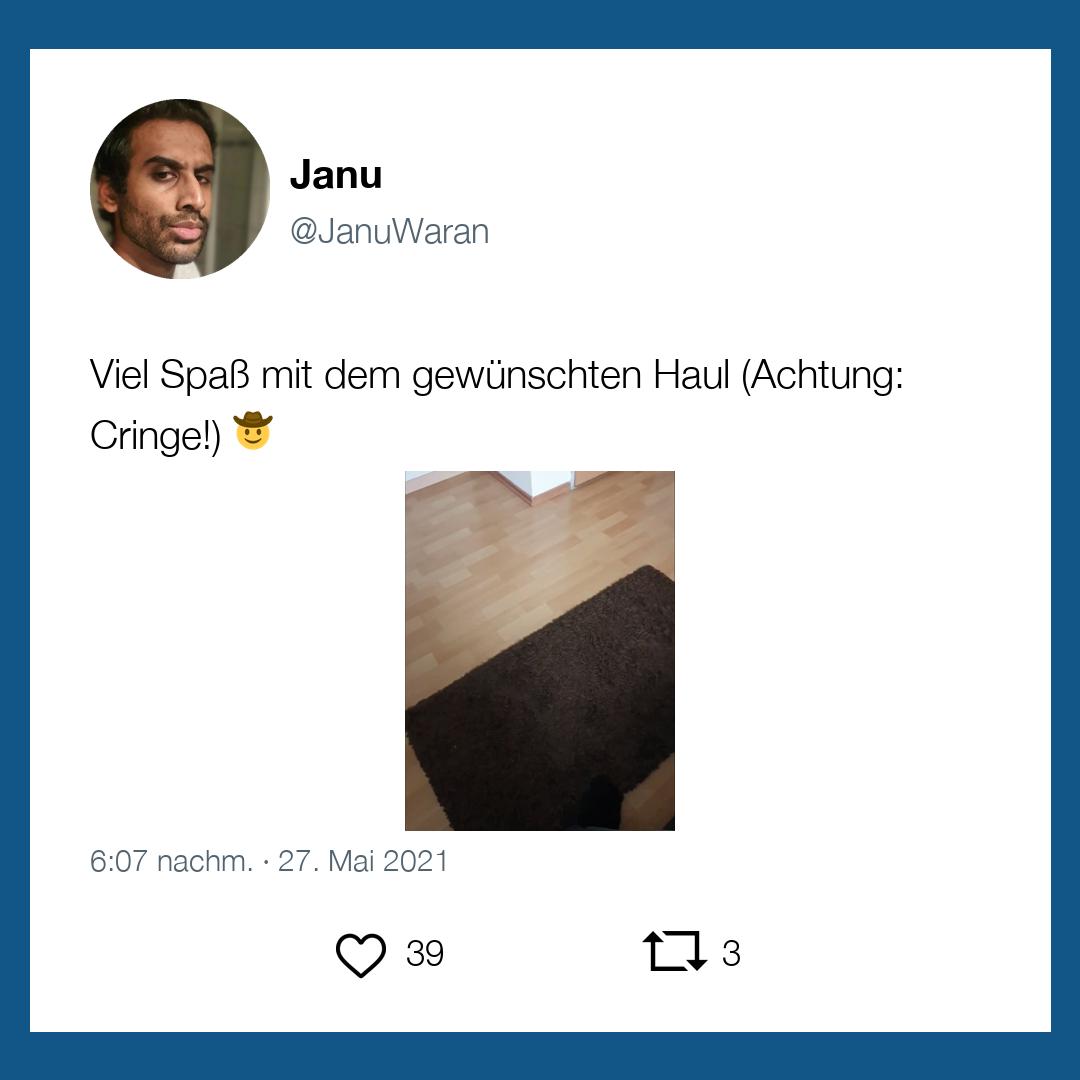 Janu
@JanuWaran
Viel Spaß mit dem gewünschten Haul (Achtung:
Cringe!) 🤠
6:07 nachm. · 27. Mai 2021
39
3